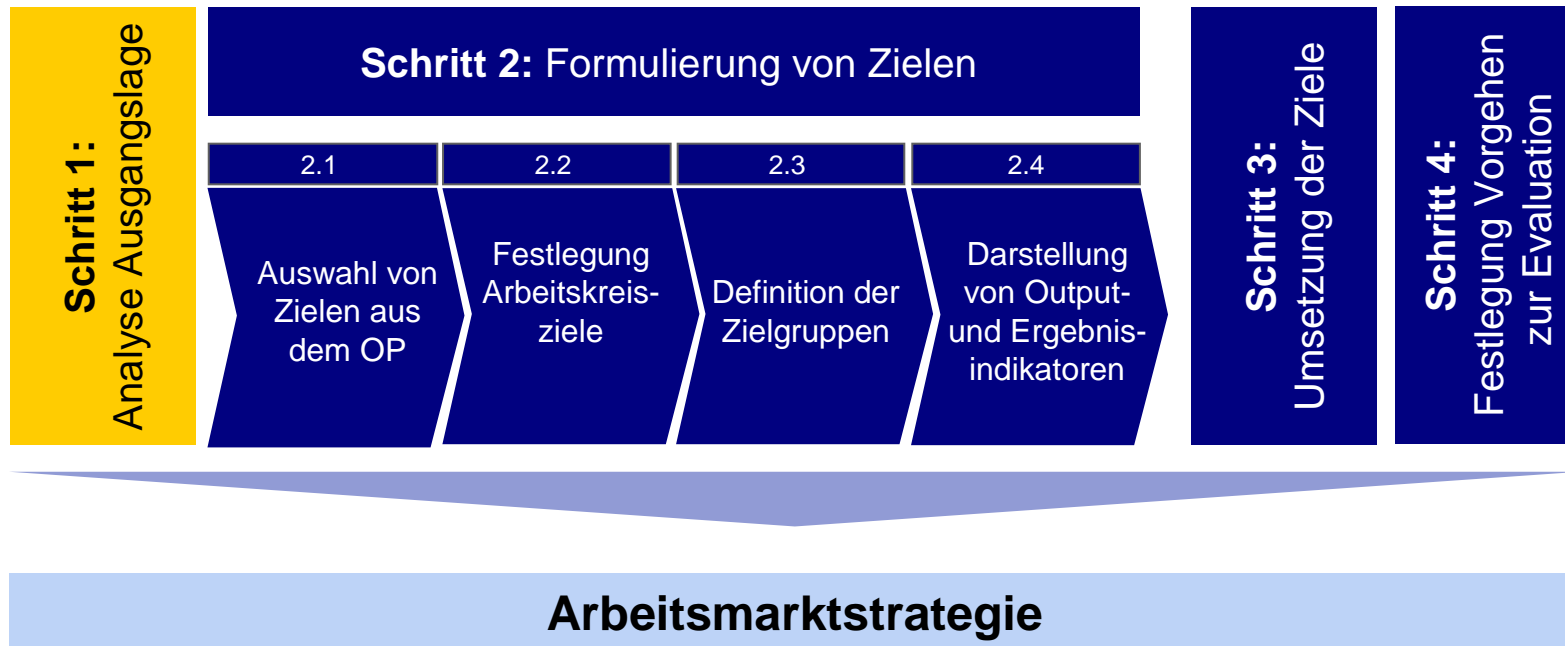 Schritt 1:
Analyse Ausgangslage
Schritt 2: Formulierung von Zielen
2.1
Auswahl von
Zielen aus
dem OP
2.2
Festlegung
Arbeitskreis-
ziele
2.3
Definition der
Zielgruppen
2.4
Darstellung
von Output-
und Ergebnis-
indikatoren
Schritt 3:
Umsetzung der Ziele
Schritt 4:
Festlegung Vorgehen
zur Evaluation
Arbeitsmarktstrategie